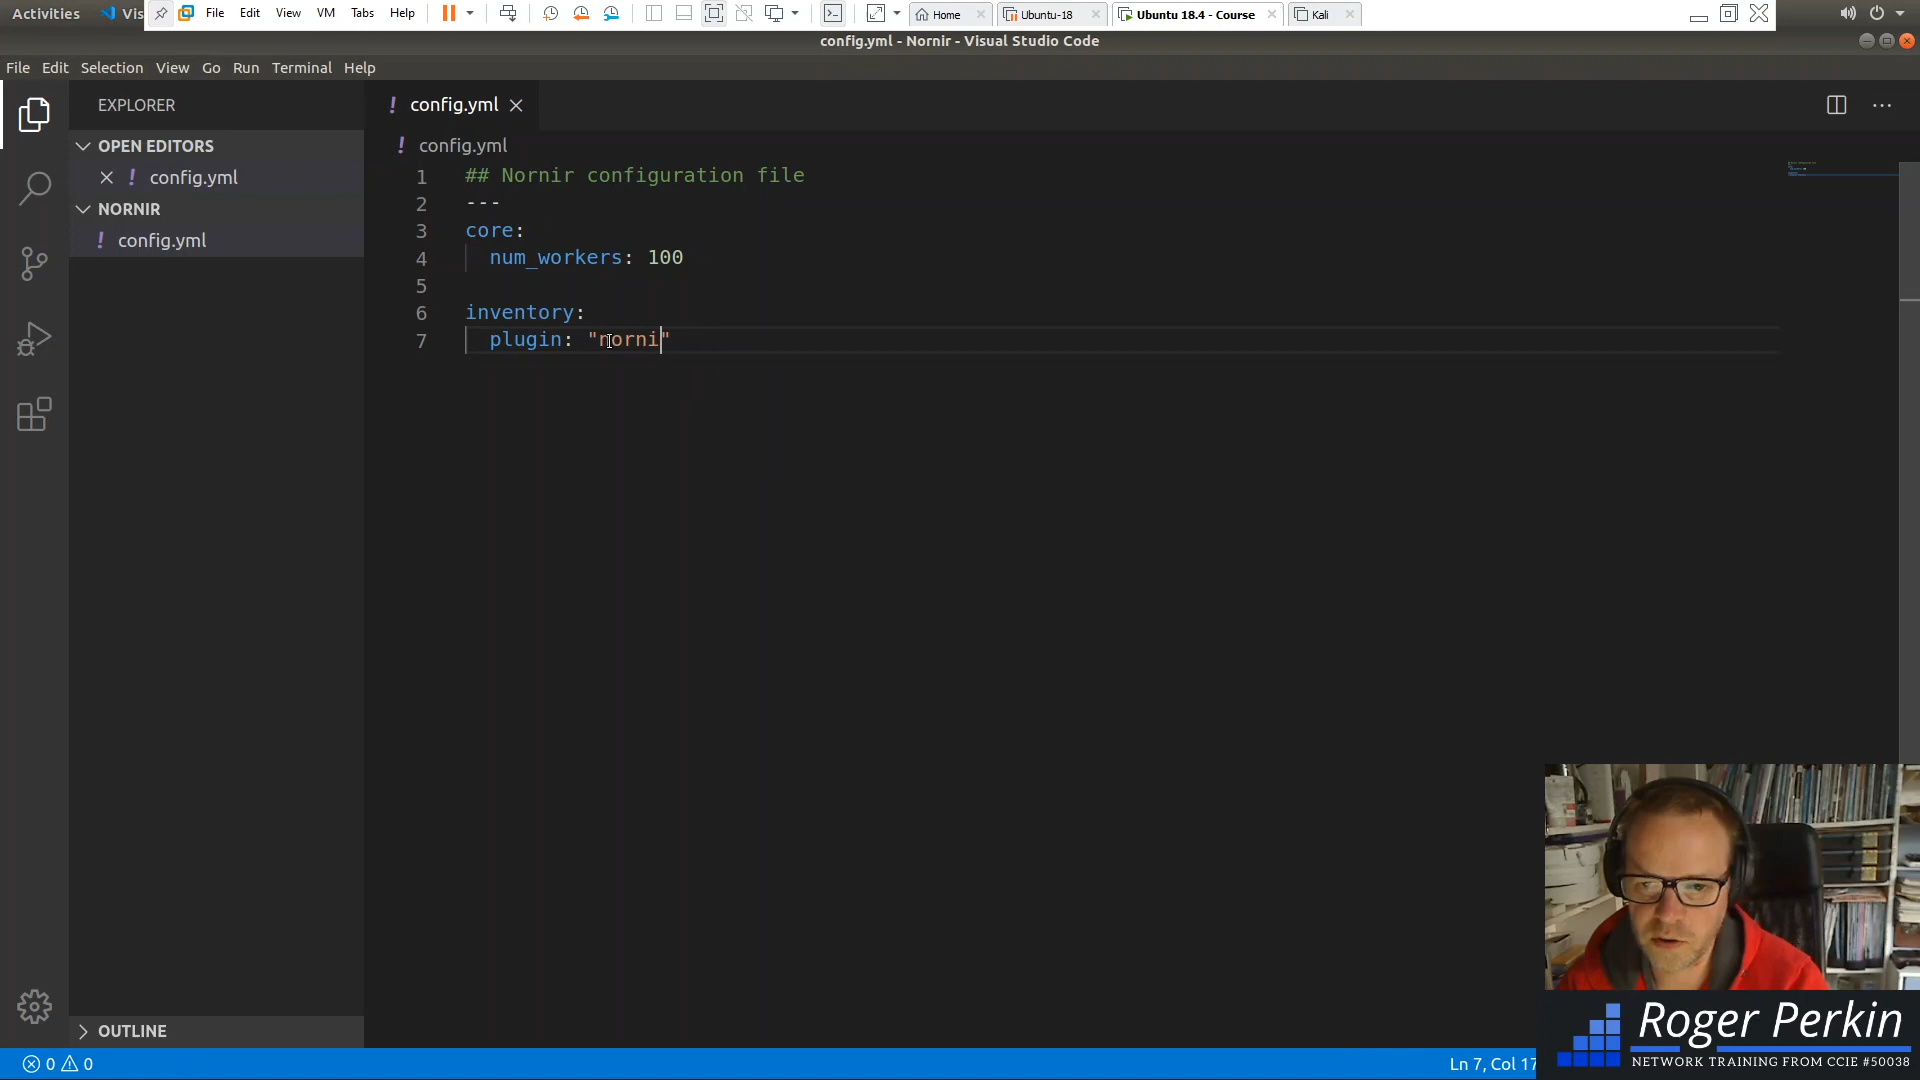 Activities Vis File Edit View VM Tabs Help Home Ubuntu-18 Ubuntu 18.4 - Course Kali
config.yml - Nornir - Visual Studio Code
File Edit Selection View Go Run Terminal Help
EXPLORER
config.yml
OPEN EDITORS
config.yml
config.yml
NORNIR
config.yml
1 ## Nornir configuration file
2 ---
3 core:
4 num_workers: 100
5
6 inventory:
7 plugin: "norni"
OUTLINE
0 0
Ln 7, Col 17
Roger Perkin
NETWORK TRAINING FROM CCIE #50038